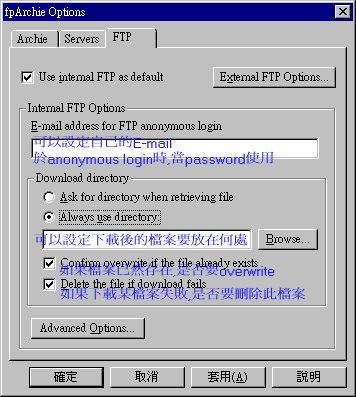 fpArchie Options
Archie Servers FTP
Use internal FTP as default External FTP Options...
Internal FTP Options
E-mail address for FTP anonymous login
可以設定自己的E-mail
於anonymous login時,當password使用
Download directory
Ask for directory when retrieving file
Always use directory:
可以設定下載後的檔案要放在何處 Browse...
Confirm overwrite if the file already exists
如果檔案已然存在,是否要overwrite
Delete the file if download fails
如果下載某檔案失敗,是否要刪除此檔案
Advanced Options...
確定 取消 套用(A) 說明